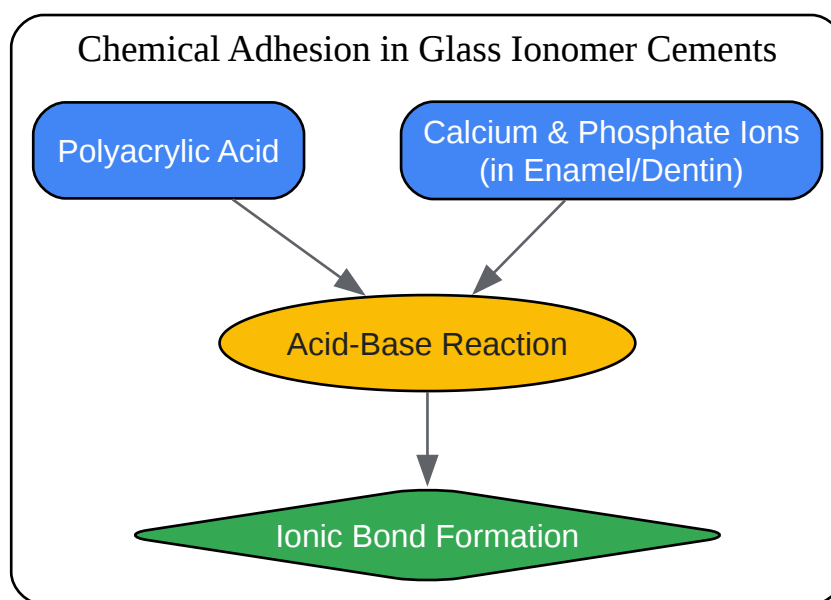 Chemical Adhesion in Glass Ionomer Cements
Polyacrylic Acid
Calcium & Phosphate Ions
(in Enamel/Dentin)
Acid-Base Reaction
Ionic Bond Formation